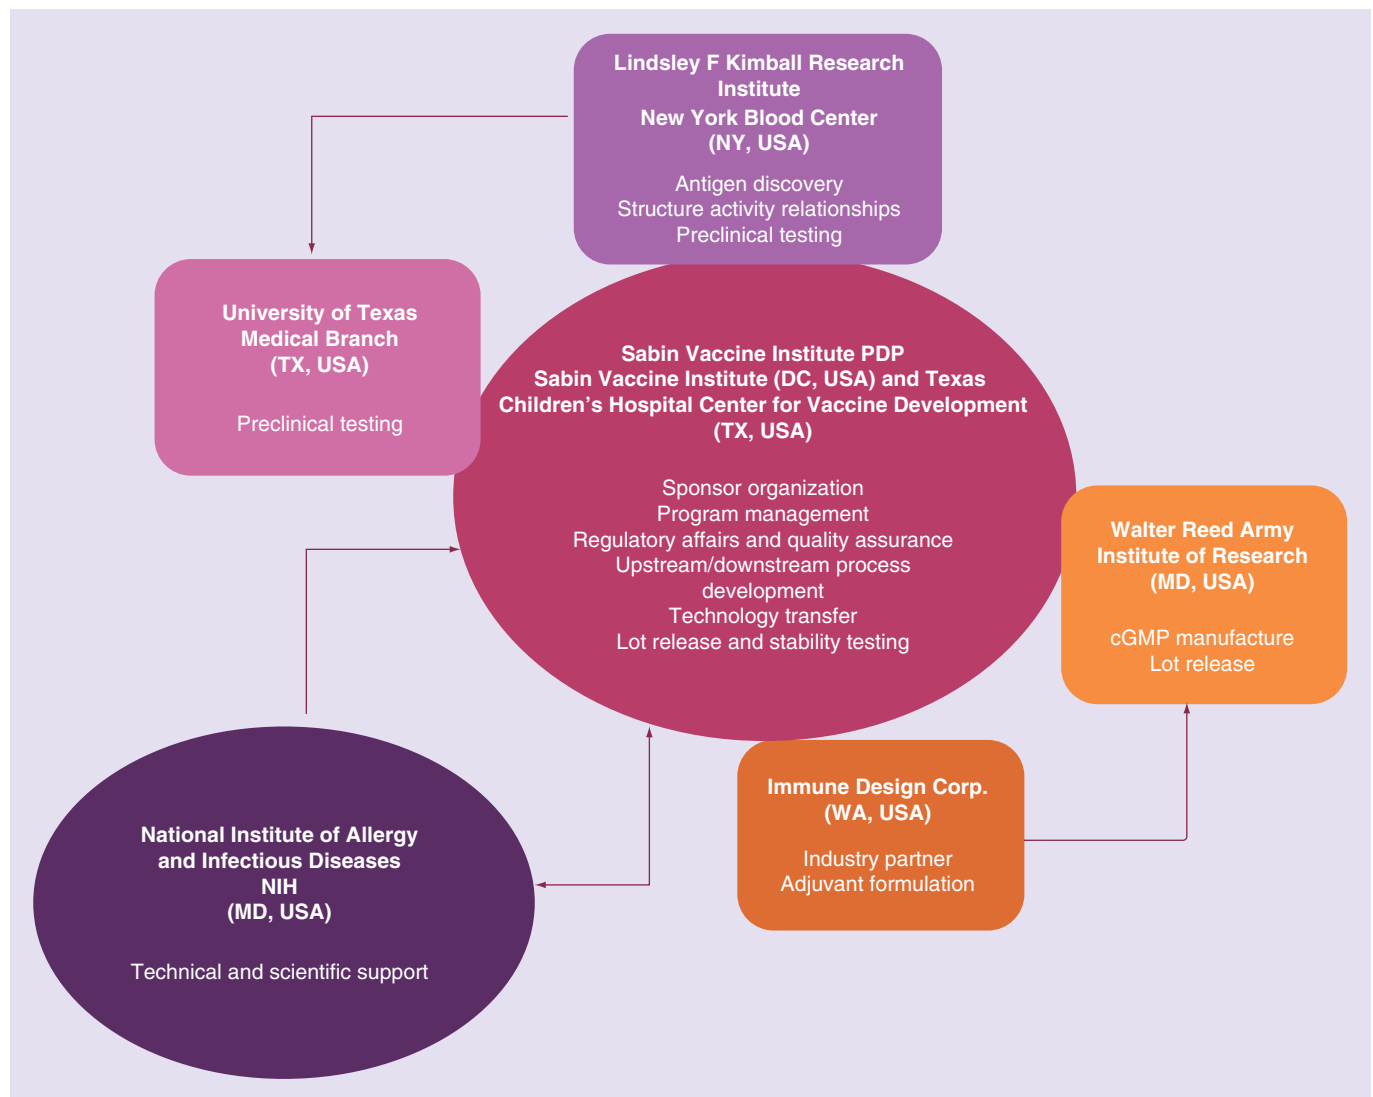 Lindsley F Kimball Research
Institute
New York Blood Center
(NY, USA)
Antigen discovery
Structure activity relationships
Preclinical testing
University of Texas
Medical Branch
(TX, USA)
Preclinical testing
Sabin Vaccine Institute PDP
Sabin Vaccine Institute (DC, USA) and Texas
Children’s Hospital Center for Vaccine Development
(TX, USA)
Sponsor organization
Program management
Regulatory affairs and quality assurance
Upstream/downstream process
development
Technology transfer
Lot release and stability testing
Walter Reed Army
Institute of Research
(MD, USA)
cGMP manufacture
Lot release
Immune Design Corp.
(WA, USA)
Industry partner
Adjuvant formulation
National Institute of Allergy
and Infectious Diseases
NIH
(MD, USA)
Technical and scientific support